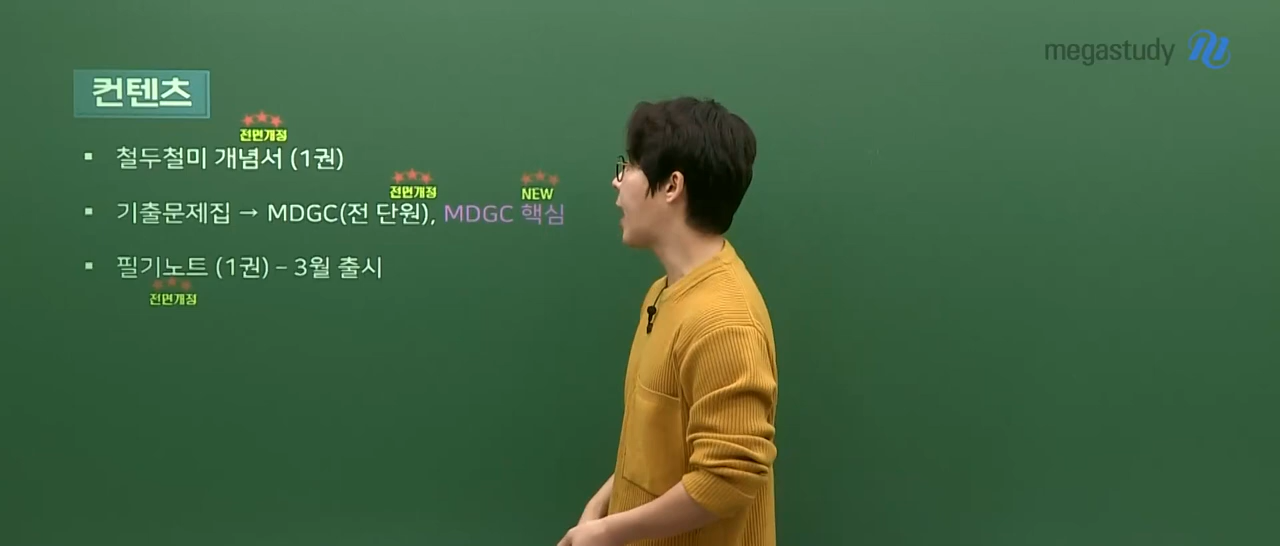 megastudy
컨텐츠
전면개정
철두철미 개념서 (1권)
전면개정
NEW
기출문제집 → MDGC(전 단원), MDGC 핵심
필기노트 (1권) – 3월 출시
전면개정